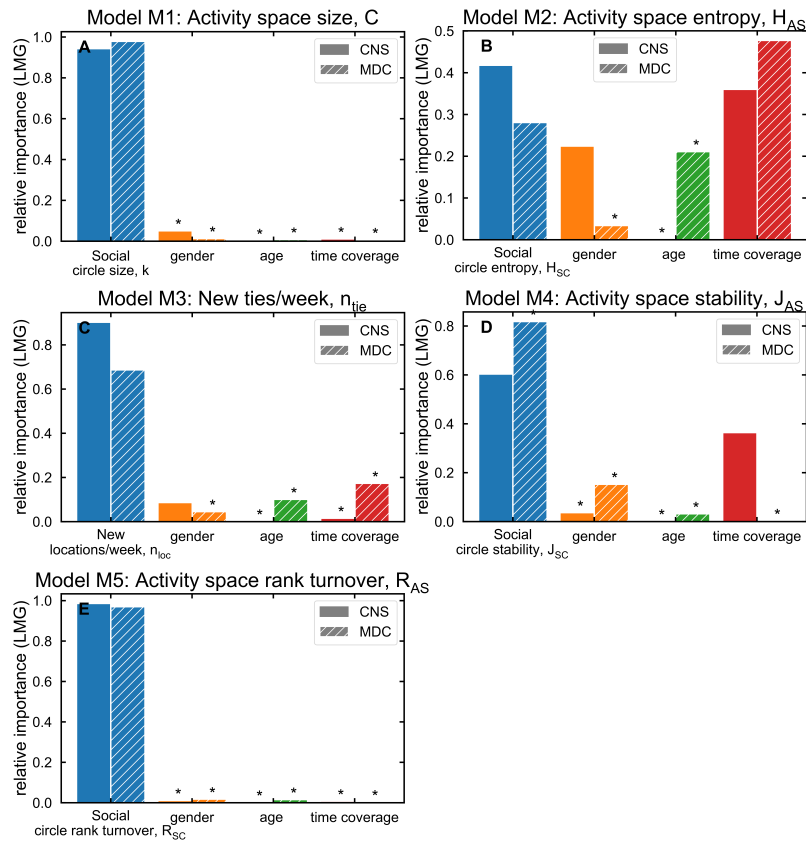 Model M1: Activity space size, C
A
CNS
MDC
relative importance (LMG)
1.0
0.8
0.6
0.4
0.2
0.0
* * * * * *
Social circle size, k
gender
age
time coverage
Model M2: Activity space entropy, H_AS
B
CNS
MDC
relative importance (LMG)
0.5
0.4
0.3
0.2
0.1
0.0
* * *
Social circle entropy, H_SC
gender
age
time coverage
Model M3: New ties/week, n_tie
C
CNS
MDC
relative importance (LMG)
0.8
0.6
0.4
0.2
0.0
* * * * *
New locations/week, n_loc
gender
age
time coverage
Model M4: Activity space stability, J_AS
D
CNS
MDC
relative importance (LMG)
0.8
0.6
0.4
0.2
0.0
* * * * * *
Social circle stability, J_SC
gender
age
time coverage
Model M5: Activity space rank turnover, R_AS
E
CNS
MDC
relative importance (LMG)
1.0
0.8
0.6
0.4
0.2
0.0
* * * * * *
Social circle rank turnover, R_SC
gender
age
time coverage